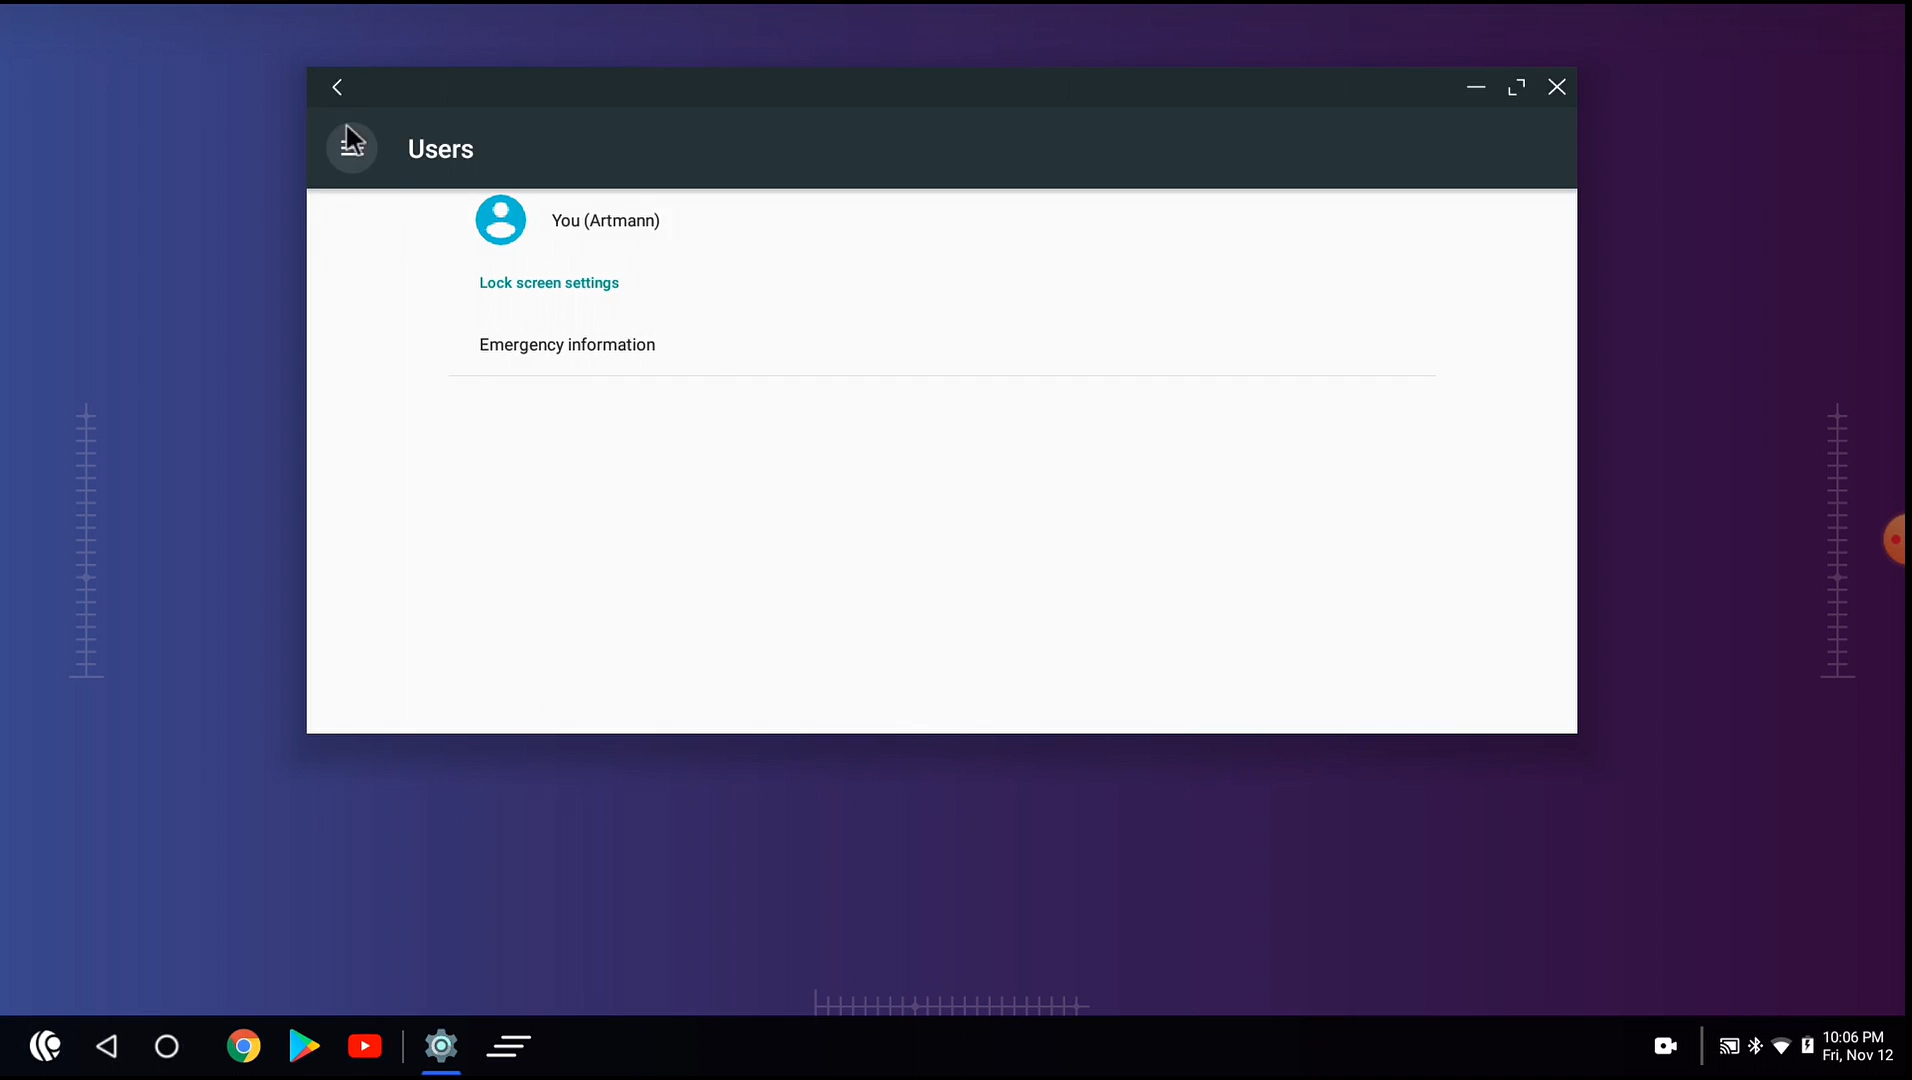 Users
You (Artmann)
Lock screen settings
Emergency information
10:06 PM
Fri, Nov 12